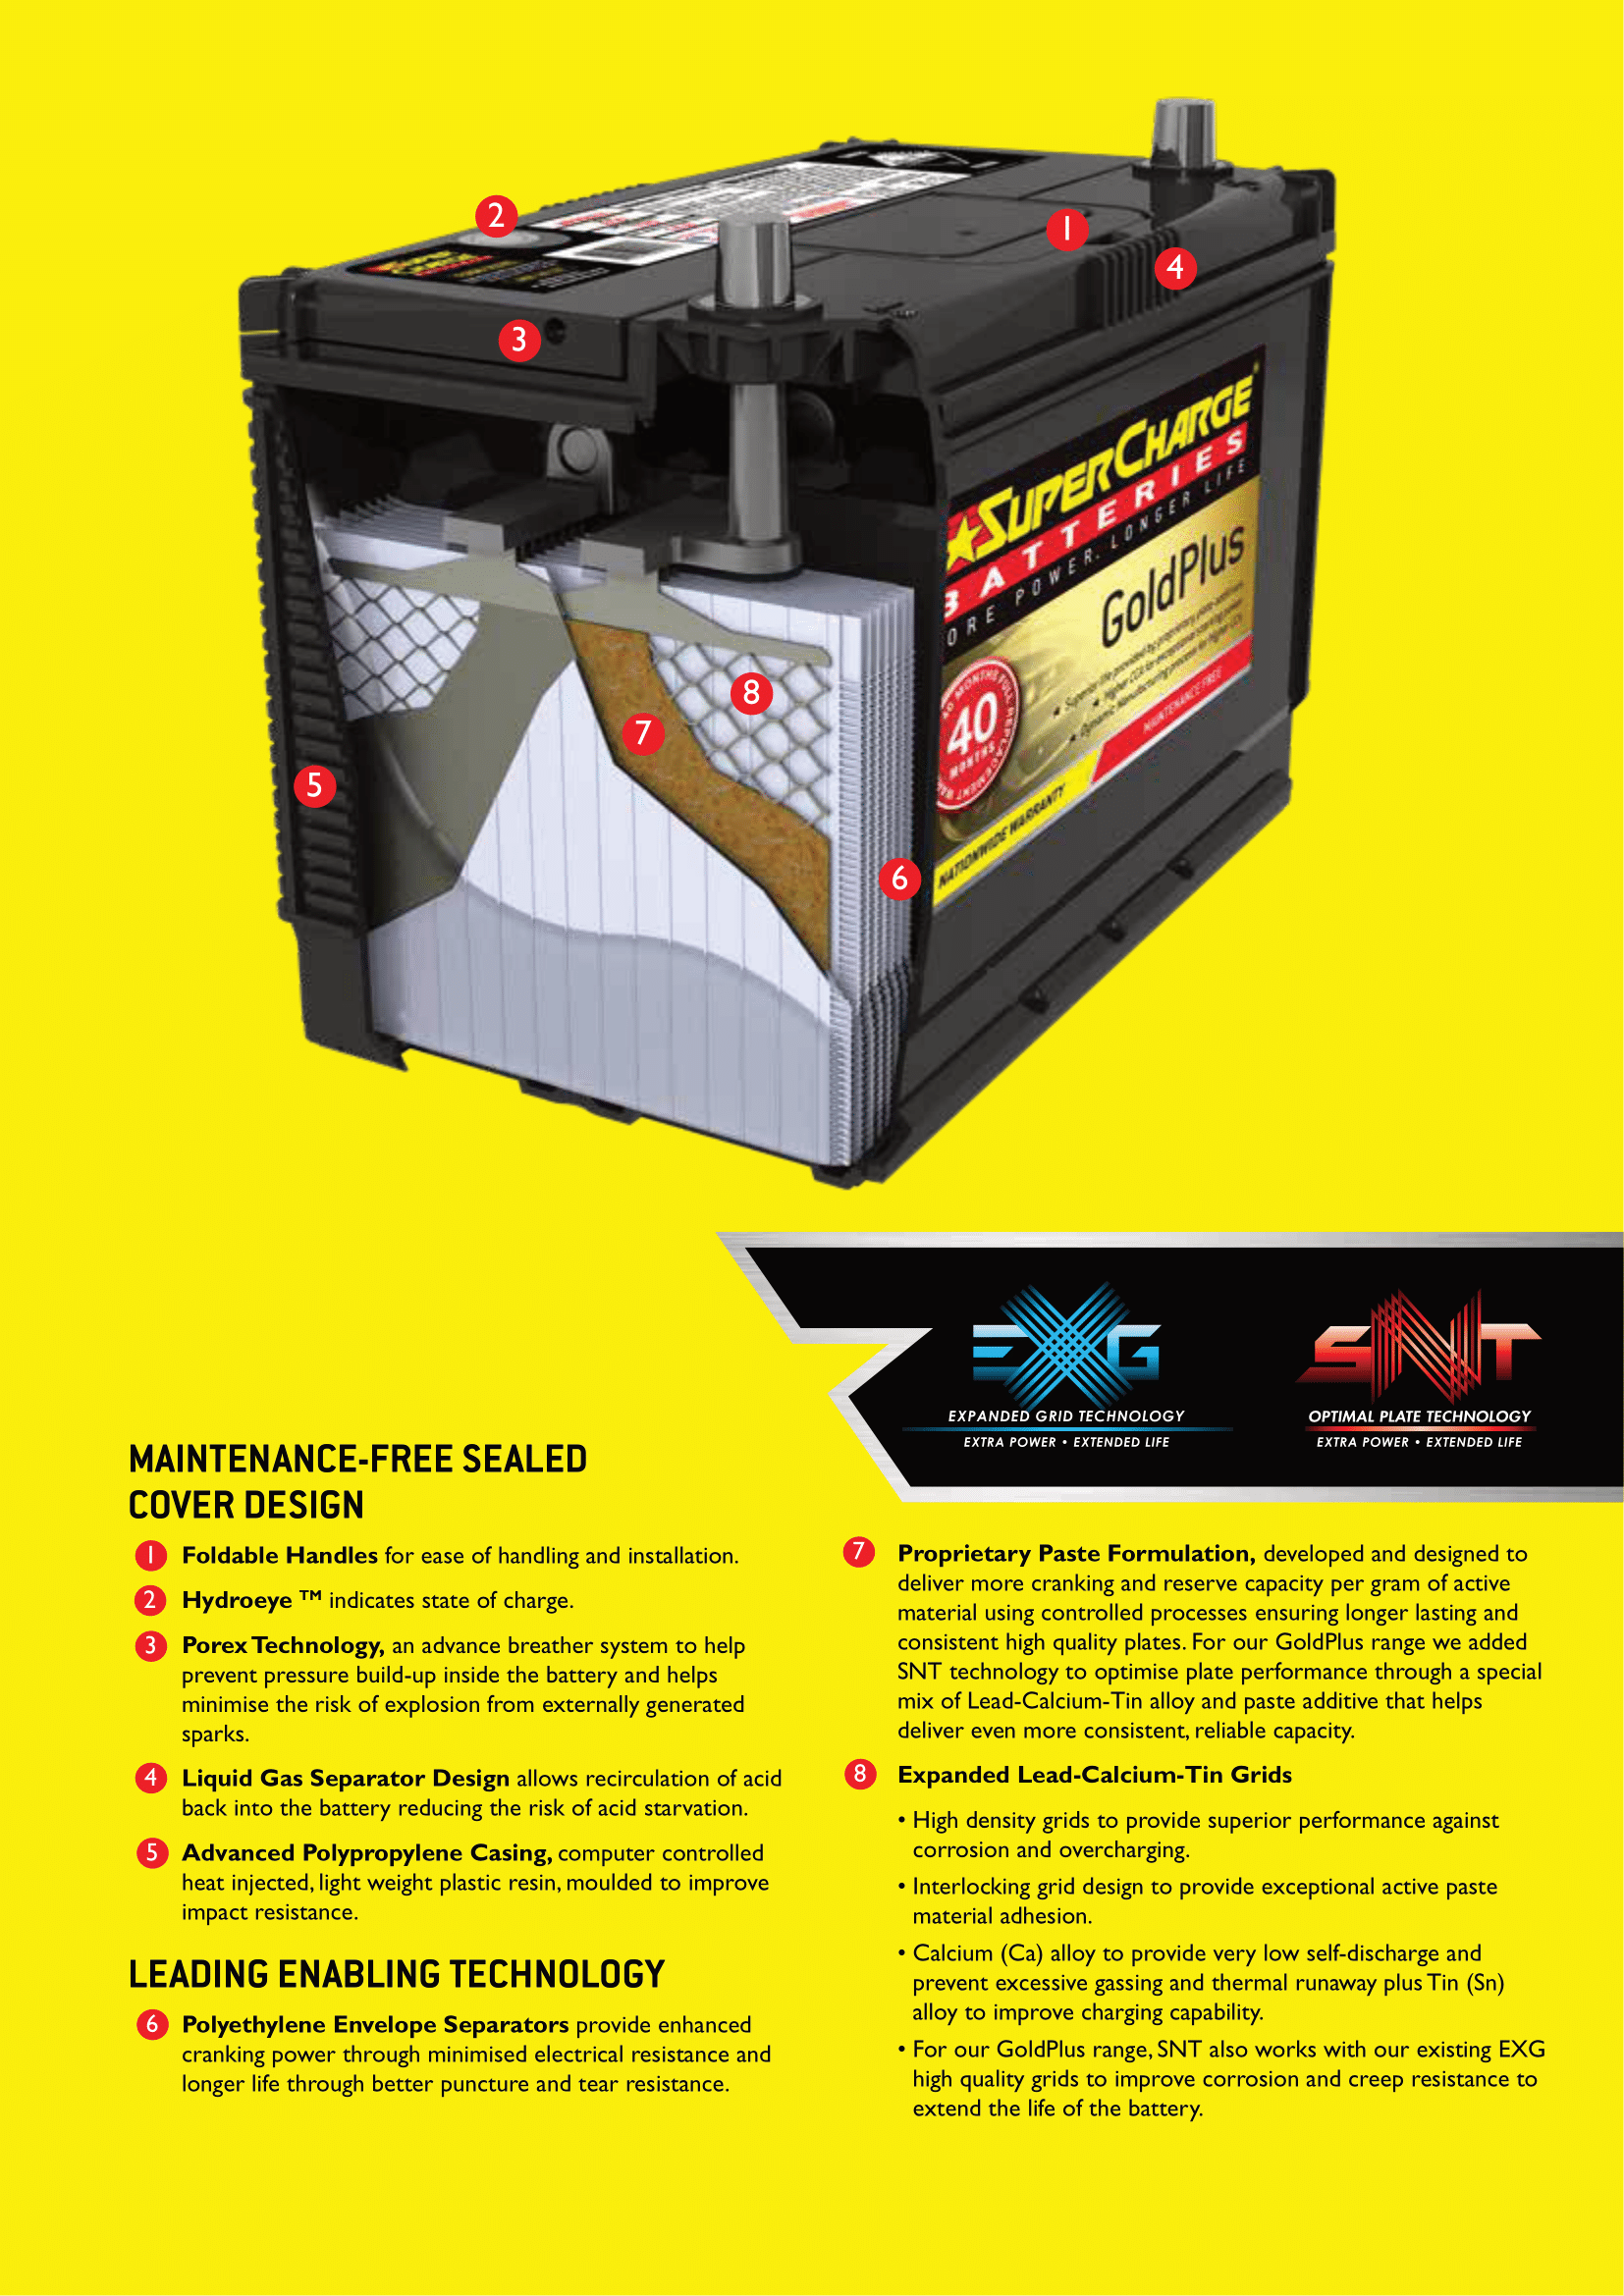 2
1
4
3
SUPERCHARGE
BATTERIES
ORE POWER. LONGER LIFE
GoldPlus
40 MONTHS FULL REPLACEMENT
40
MONTHS
MAINTENANCE FREE
NATIONWIDE WARRANTY
8
7
5
6
EXG
EXPANDED GRID TECHNOLOGY
EXTRA POWER • EXTENDED LIFE
SNT
OPTIMAL PLATE TECHNOLOGY
EXTRA POWER • EXTENDED LIFE
MAINTENANCE-FREE SEALED
COVER DESIGN
1 Foldable Handles for ease of handling and installation.
2 Hydroeye ™ indicates state of charge.
3 Porex Technology, an advance breather system to help
prevent pressure build-up inside the battery and helps
minimise the risk of explosion from externally generated
sparks.
4 Liquid Gas Separator Design allows recirculation of acid
back into the battery reducing the risk of acid starvation.
5 Advanced Polypropylene Casing, computer controlled
heat injected, light weight plastic resin, moulded to improve
impact resistance.
LEADING ENABLING TECHNOLOGY
6 Polyethylene Envelope Separators provide enhanced
cranking power through minimised electrical resistance and
longer life through better puncture and tear resistance.
7 Proprietary Paste Formulation, developed and designed to
deliver more cranking and reserve capacity per gram of active
material using controlled processes ensuring longer lasting and
consistent high quality plates. For our GoldPlus range we added
SNT technology to optimise plate performance through a special
mix of Lead-Calcium-Tin alloy and paste additive that helps
deliver even more consistent, reliable capacity.
8 Expanded Lead-Calcium-Tin Grids
• High density grids to provide superior performance against
corrosion and overcharging.
• Interlocking grid design to provide exceptional active paste
material adhesion.
• Calcium (Ca) alloy to provide very low self-discharge and
prevent excessive gassing and thermal runaway plus Tin (Sn)
alloy to improve charging capability.
• For our GoldPlus range, SNT also works with our existing EXG
high quality grids to improve corrosion and creep resistance to
extend the life of the battery.